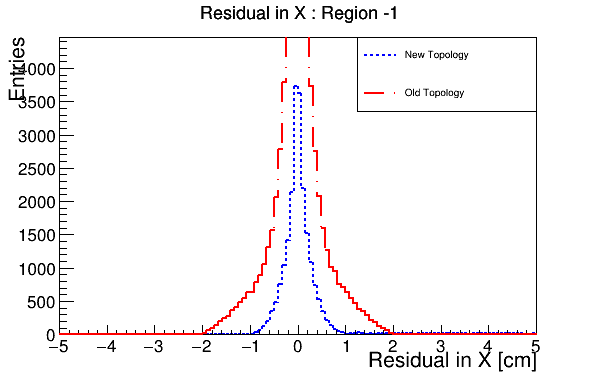 Residual in X : Region -1
Entries
4000
3500
3000
2500
2000
1500
1000
500
0
New Topology
Old Topology
−5 −4 −3 −2 −1 0 1 2 3 4 5
Residual in X [cm]